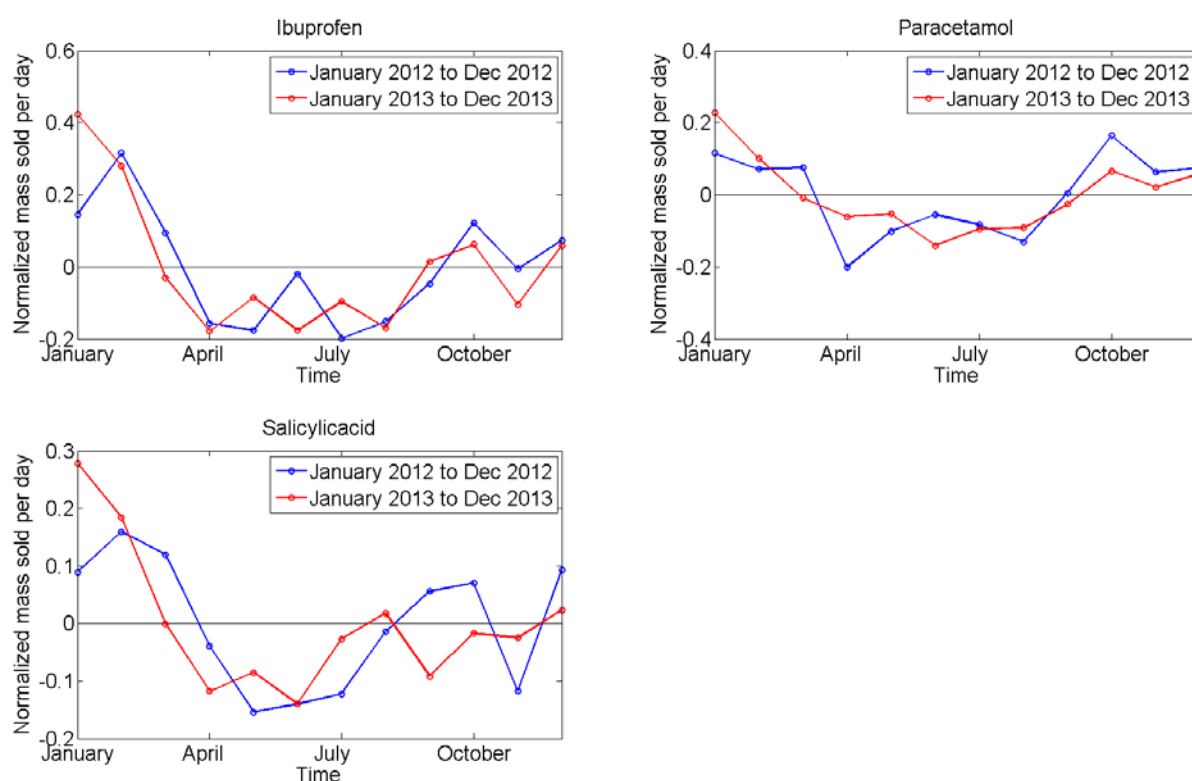 Ibuprofen
0.6
0.4
0.2
0
-0.2
Normalized mass sold per day
January 2012 to Dec 2012
January 2013 to Dec 2013
January
April
July
October
Time
Paracetamol
0.4
0.2
0
-0.2
-0.4
Normalized mass sold per day
January 2012 to Dec 2012
January 2013 to Dec 2013
January
April
July
October
Time
Salicylicacid
0.3
0.2
0.1
0
-0.1
-0.2
Normalized mass sold per day
January 2012 to Dec 2012
January 2013 to Dec 2013
January
April
July
October
Time